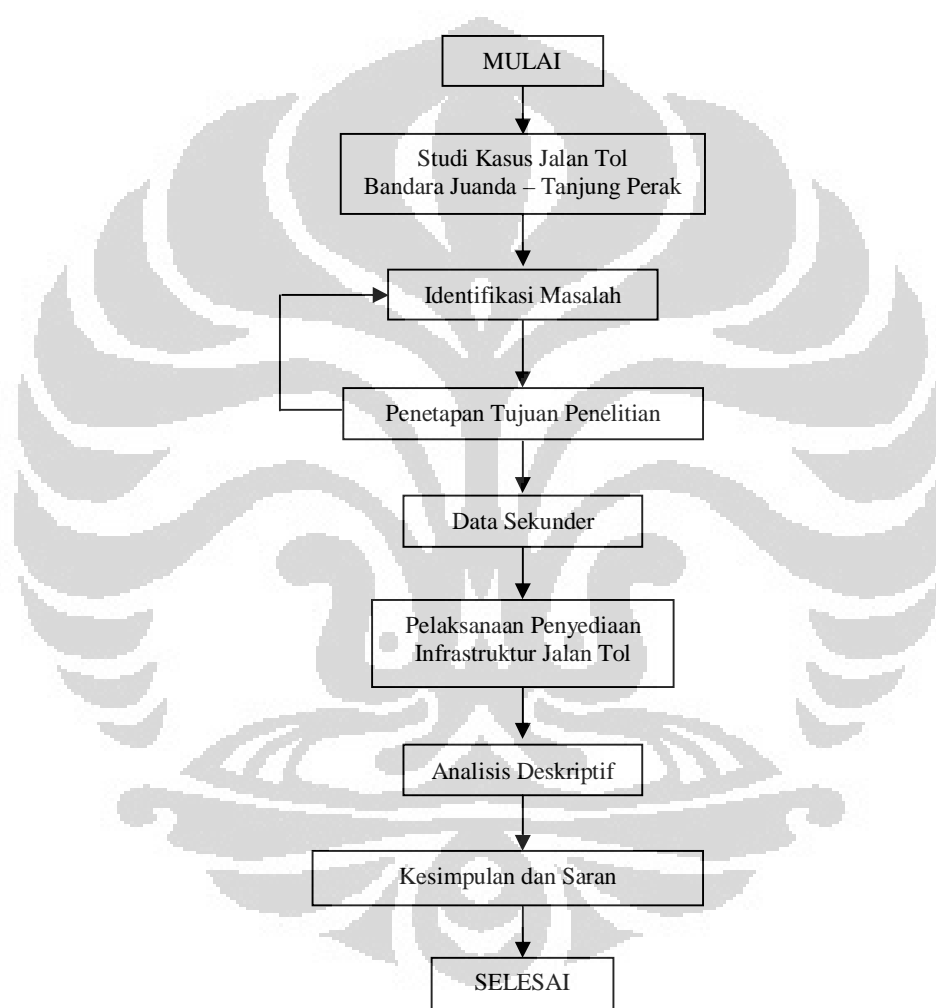 MULAI
Studi Kasus Jalan Tol
Bandara Juanda – Tanjung Perak
Identifikasi Masalah
Penetapan Tujuan Penelitian
Data Sekunder
Pelaksanaan Penyediaan
Infrastruktur Jalan Tol
Analisis Deskriptif
Kesimpulan dan Saran
SELESAI